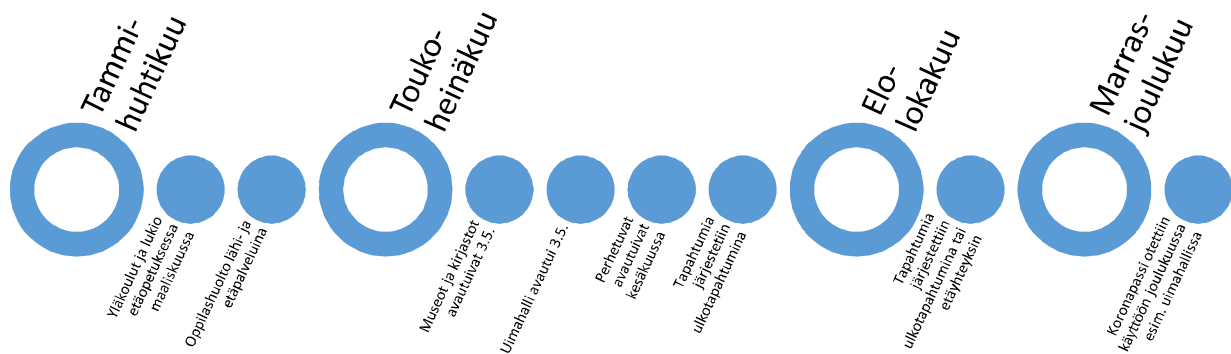 Tammi-
huhtikuu
Yläkoulut ja lukio
etäopetuksessa
maaliskuussa
Oppilashuolto lähi- ja
etäpalveluina
Touko-
heinäkuu
Museot ja kirjastot
avautuivat 3.5.
Uimahalli avautui 3.5.
Perhetuvat
avautuivat
kesäkuussa
Tapahtumia
järjestettiin
ulkotapahtumina
Elo-
lokakuu
Tapahtumia
järjestettiin
ulkotapahtumina tai
etäyhteyksin
Marras-
joulukuu
Koronapassi otettiin
käyttöön joulukuussa
esim. uimahallissa